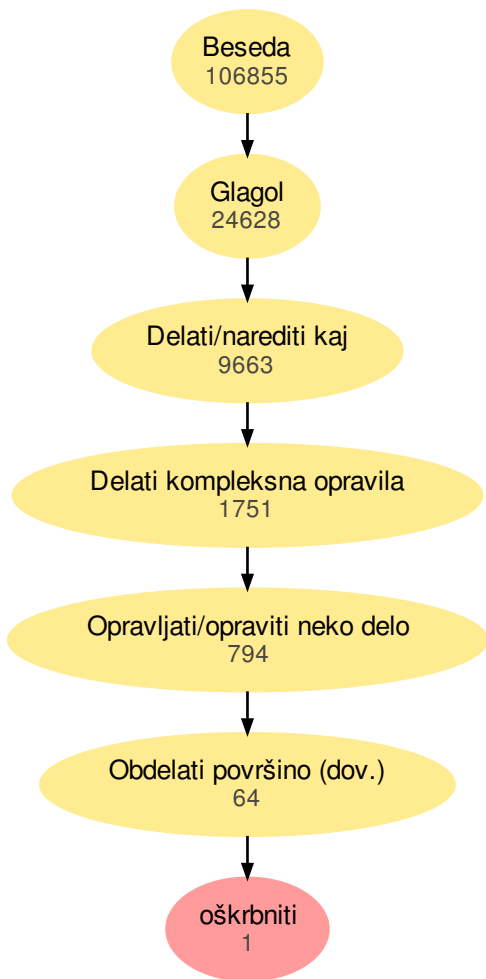 Beseda
106855
Glagol
24628
Delati/narediti kaj
9663
Delati kompleksna opravila
1751
Opravljati/opraviti neko delo
794
Obdelati površino (dov.)
64
oškrbniti
1